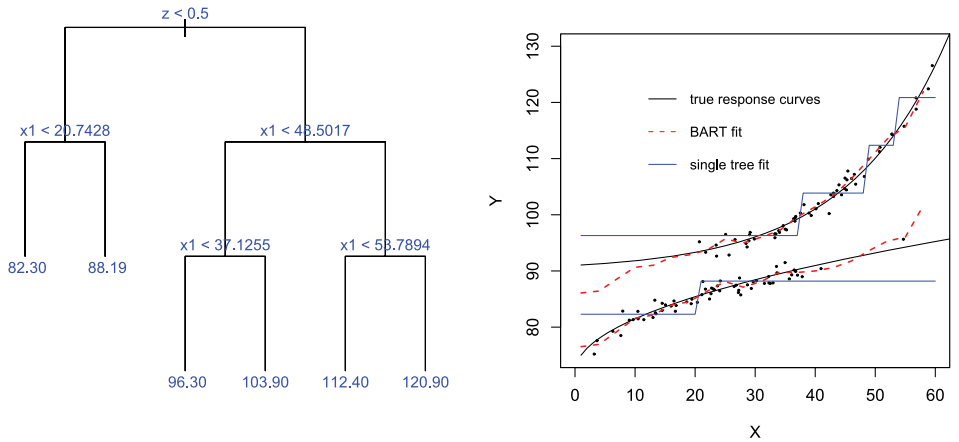 z < 0.5
x1 < 20.7428
x1 < 48.5017
82.30
88.19
x1 < 37.1255
x1 < 53.7894
96.30
103.90
112.40
120.90
true response curves
BART fit
single tree fit
Y
130
120
110
100
90
80
0 10 20 30 40 50 60
X